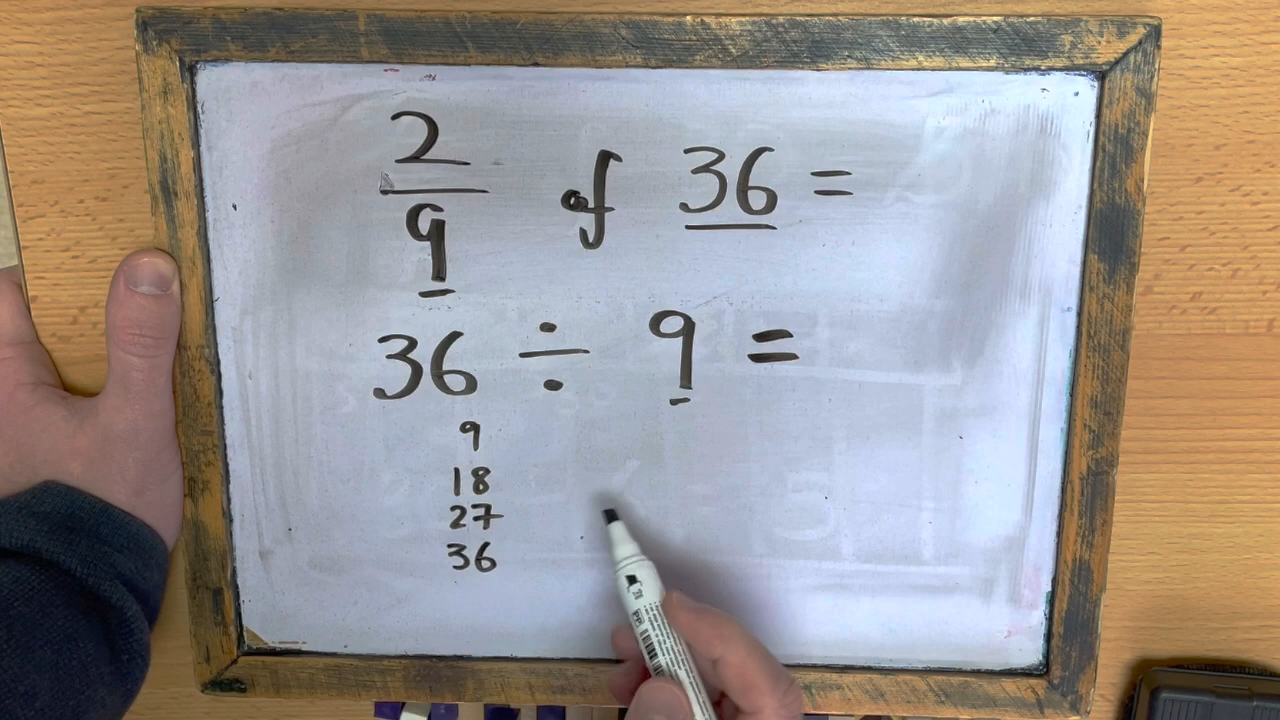 2/9 of 36 =
36 ÷ 9 =
9
18
27
36